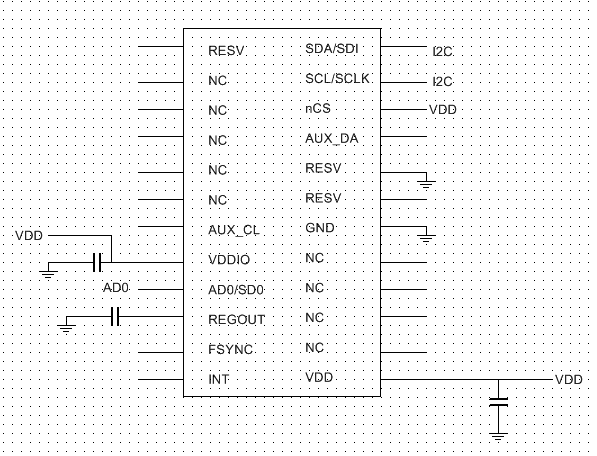 RESV SDA/SDI I2C
NC SCL/SCLK I2C
NC nCS VDD
NC AUX_DA
NC RESV
NC RESV
AUX_CL GND
VDD
VDDIO NC
AD0 AD0/SD0 NC
REGOUT NC
FSYNC NC
INT VDD VDD